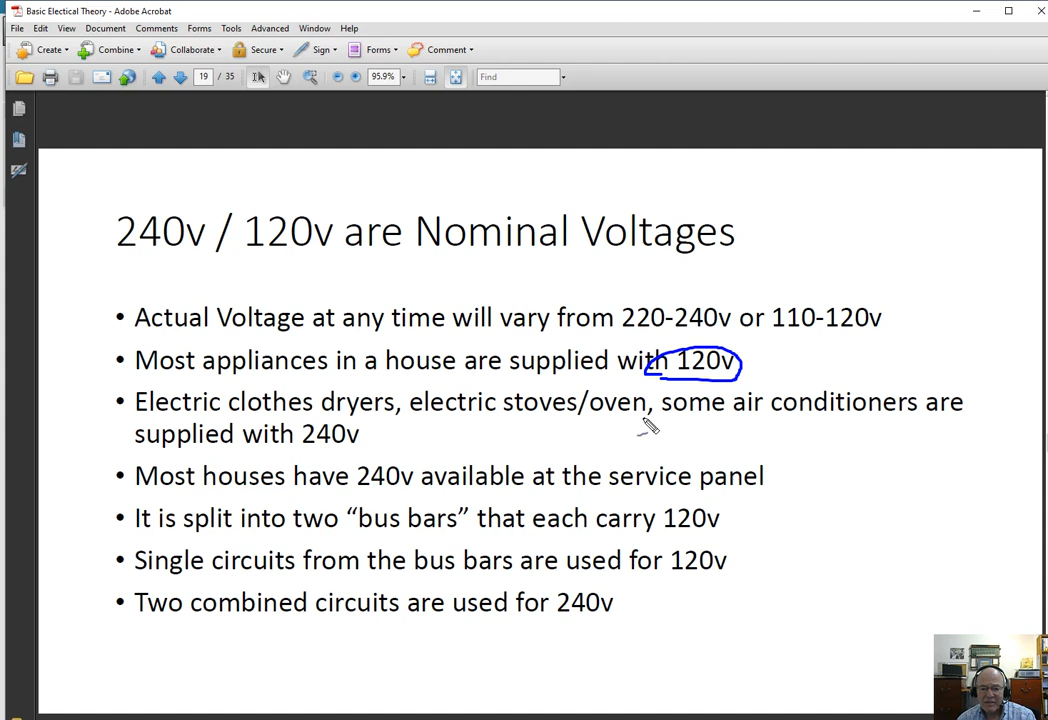 Basic Electical Theory - Adobe Acrobat
File Edit View Document Comments Forms Tools Advanced Window Help
Create Combine Collaborate Secure Sign Forms Comment
19 / 35 95.9% Find
240v / 120v are Nominal Voltages
• Actual Voltage at any time will vary from 220-240v or 110-120v
• Most appliances in a house are supplied with 120v
• Electric clothes dryers, electric stoves/oven, some air conditioners are
supplied with 240v
• Most houses have 240v available at the service panel
• It is split into two “bus bars” that each carry 120v
• Single circuits from the bus bars are used for 120v
• Two combined circuits are used for 240v